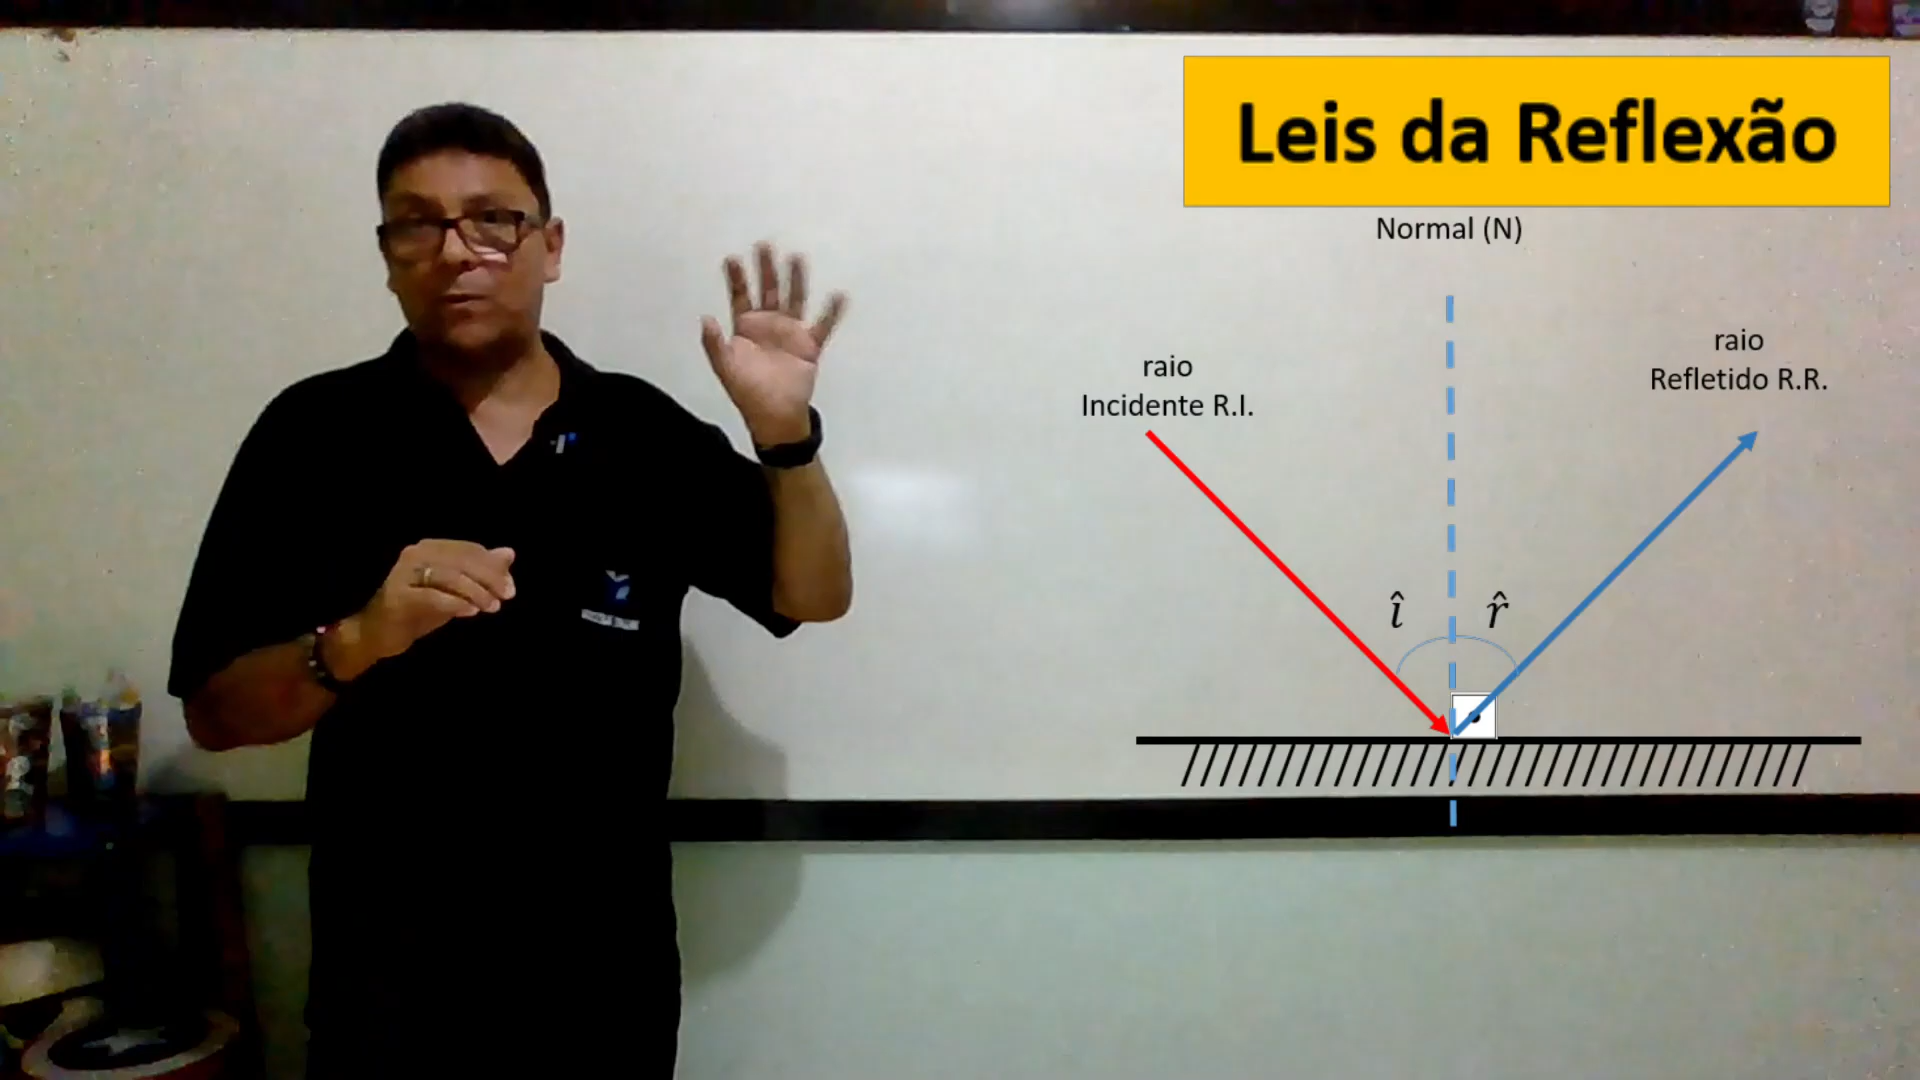 Leis da Reflexão
Normal (N)
raio
Incidente R.I.
raio
Refletido R.R.
î
r̂